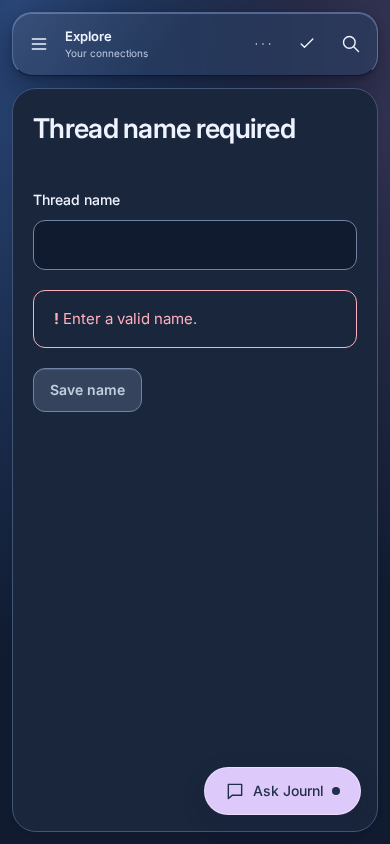 Explore
Your connections
Thread name required
Thread name
! Enter a valid name.
Save name
Ask Journl